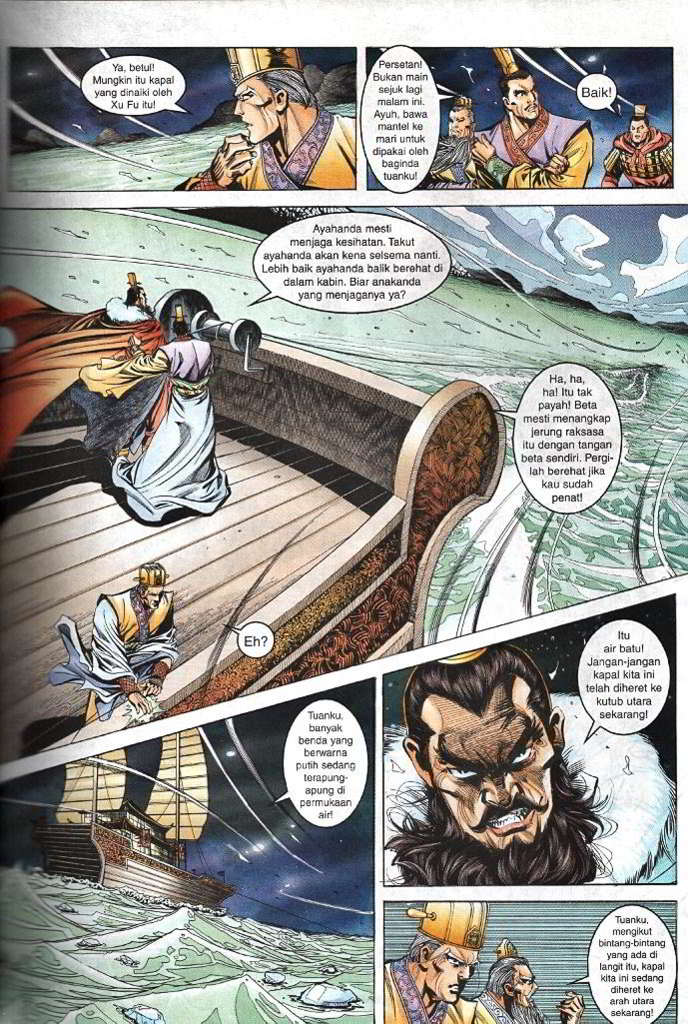 Ya, betul!
Mungkin itu kapal
yang dinaiki oleh
Xu Fu itu!
Persetan!
Bukan main
sejuk lagi
malam ini.
Ayuh, bawa
mantel ke
mari untuk
dipakai oleh
baginda
tuanku!
Baik!
Ayahanda mesti
menjaga kesihatan. Takut
ayahanda akan kena selsema nanti.
Lebih baik ayahanda balik berehat di
dalam kabin. Biar anakanda
yang menjaganya ya?
Ha, ha,
ha! Itu tak
payah! Beta
mesti menangkap
jerung raksasa
itu dengan tangan
beta sendiri. Pergi-
lah berehat jika
kau sudah
penat!
Eh?
Tuanku,
banyak
benda yang
berwarna
putih sedang
terapung-
apung di
permukaan
air!
Itu
air batu!
Jangan-jangan
kapal kita ini
telah diheret ke
kutub utara
sekarang!
Tuanku,
mengikut
bintang-bintang
yang ada di
langit itu, kapal
kita ini sedang
diheret ke
arah utara
sekarang!